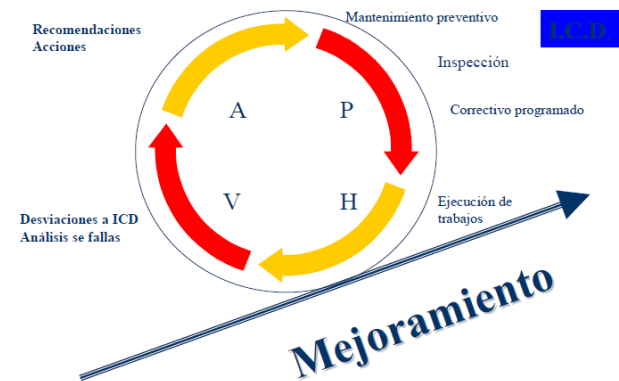 Recomendaciones
Acciones
Mantenimiento preventivo
I.C.D.
Inspección
Correctivo programado
A
P
V
H
Ejecución de
trabajos
Desviaciones a ICD
Análisis se fallas
Mejoramiento